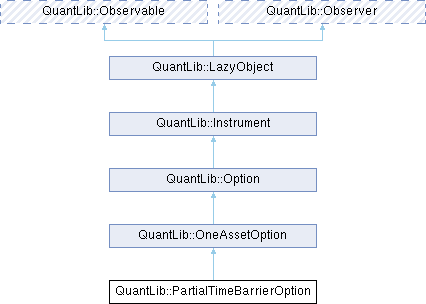 QuantLib::Observable
QuantLib::Observer
QuantLib::LazyObject
QuantLib::Instrument
QuantLib::Option
QuantLib::OneAssetOption
QuantLib::PartialTimeBarrierOption